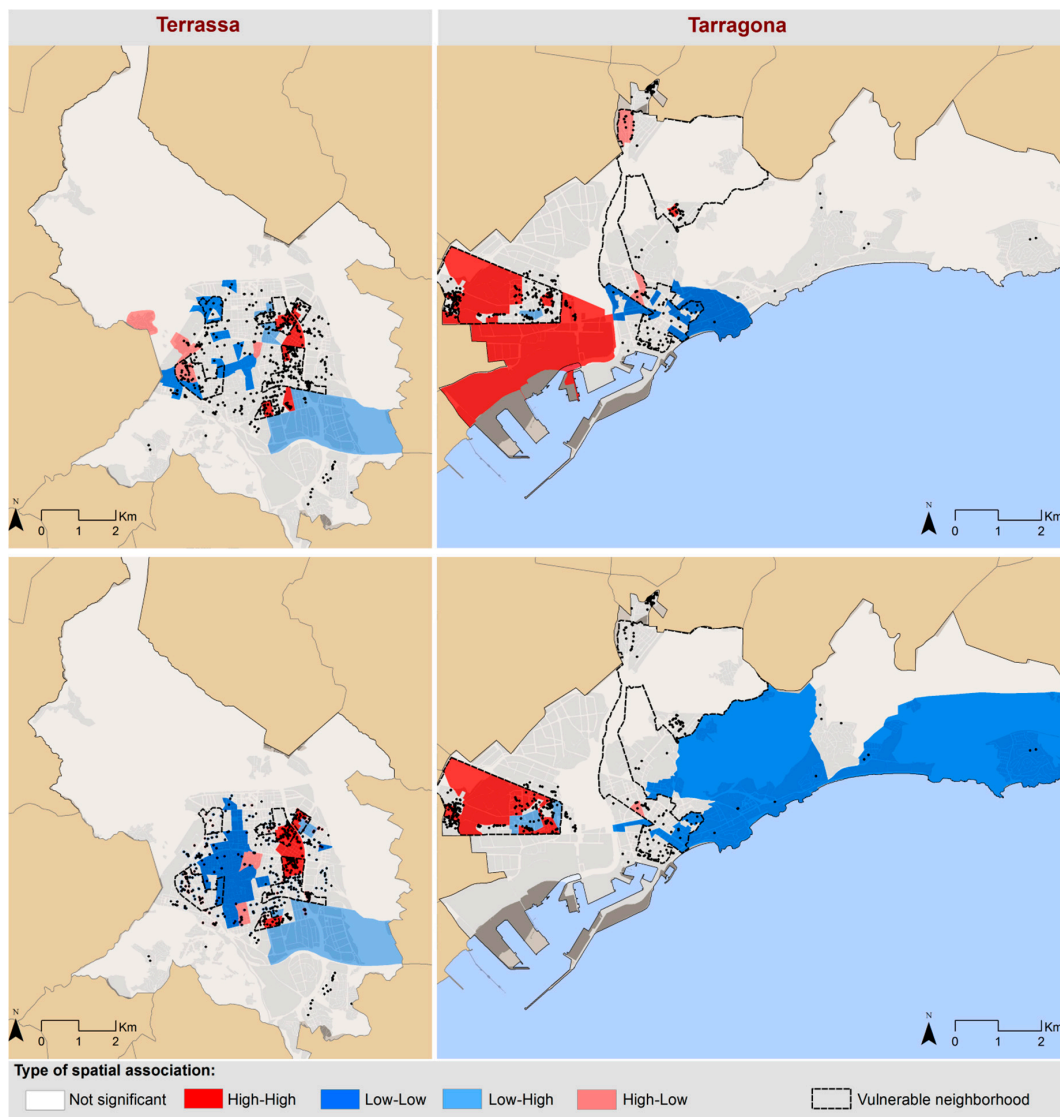 Terrassa
Tarragona
N
0 1 2 Km
N
0 1 2 Km
N
0 1 2 Km
N
0 1 2 Km
Type of spatial association:
Not significant High-High Low-Low Low-High High-Low Vulnerable neighborhood